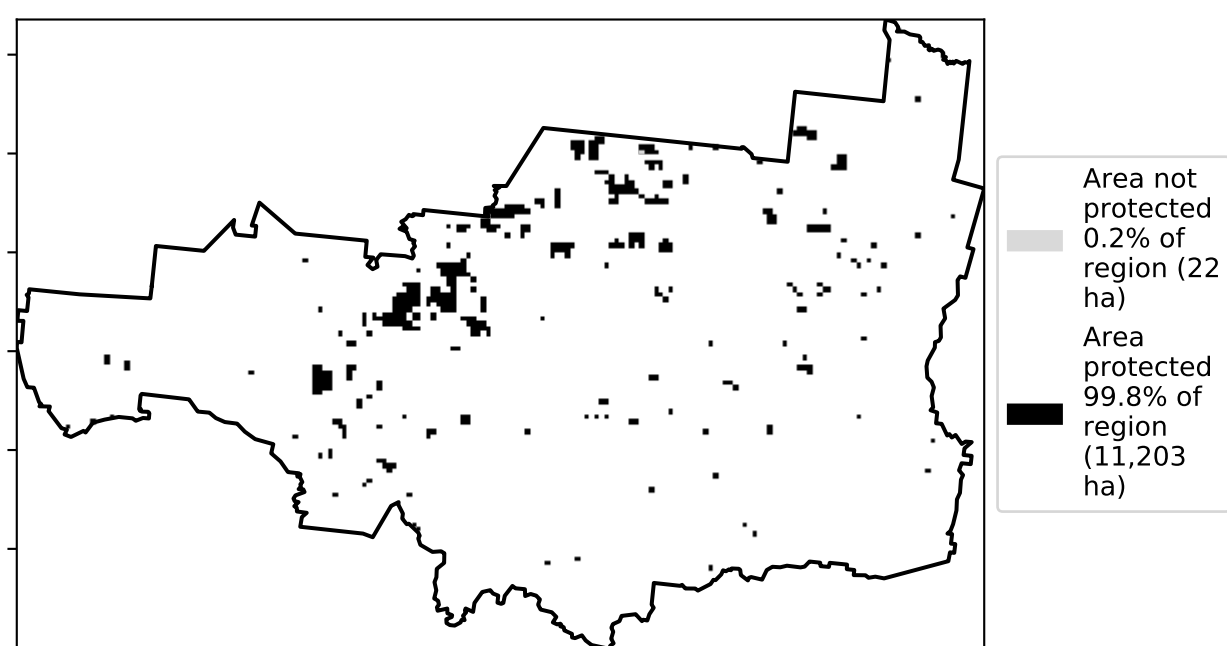 Area not
protected
0.2% of
region (22
ha)
Area
protected
99.8% of
region
(11,203
ha)